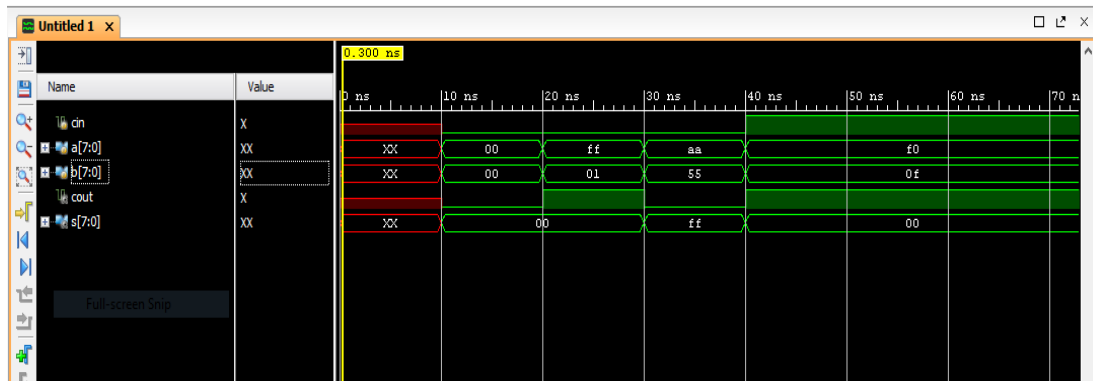 Untitled 1 X
0.300 ns
Name Value
0 ns 10 ns 20 ns 30 ns 40 ns 50 ns 60 ns 70 n
cin X
a[7:0] XX XX 00 ff aa f0
b[7:0] XX XX 00 01 55 0f
cout X
s[7:0] XX XX 00 ff 00
Full-screen Snip